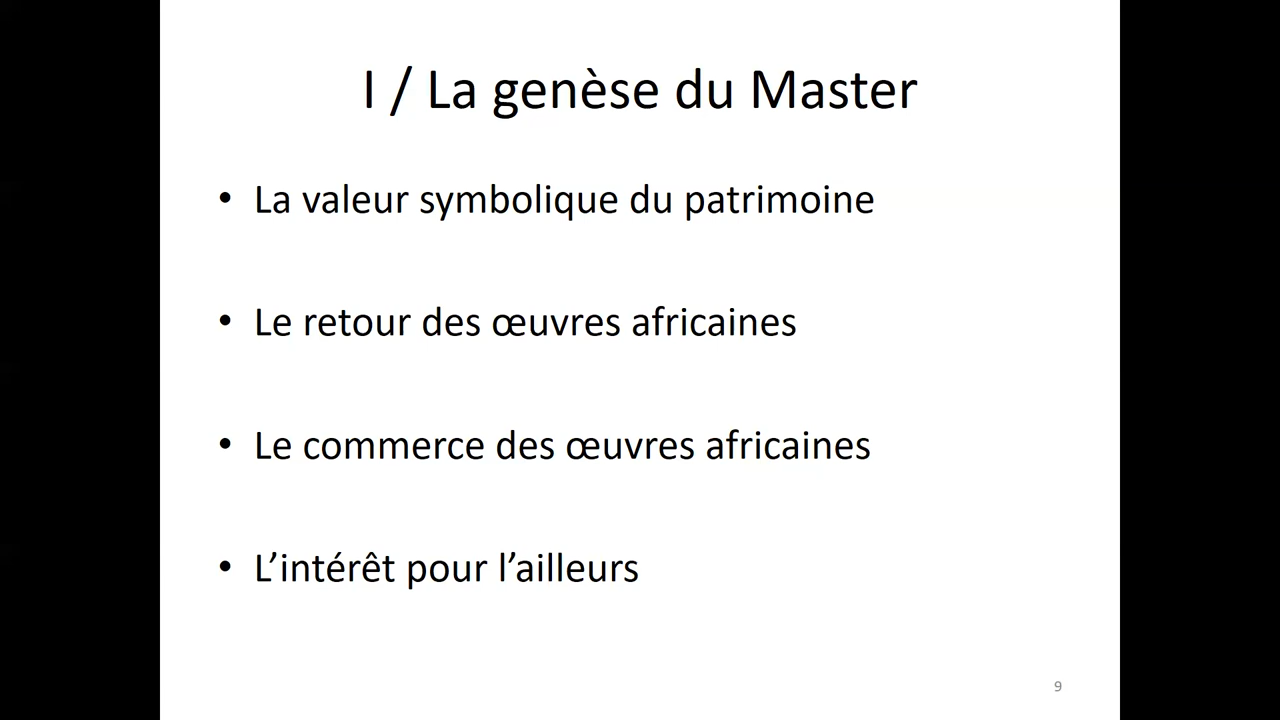 I / La genèse du Master
• La valeur symbolique du patrimoine
• Le retour des œuvres africaines
• Le commerce des œuvres africaines
• L’intérêt pour l’ailleurs
9